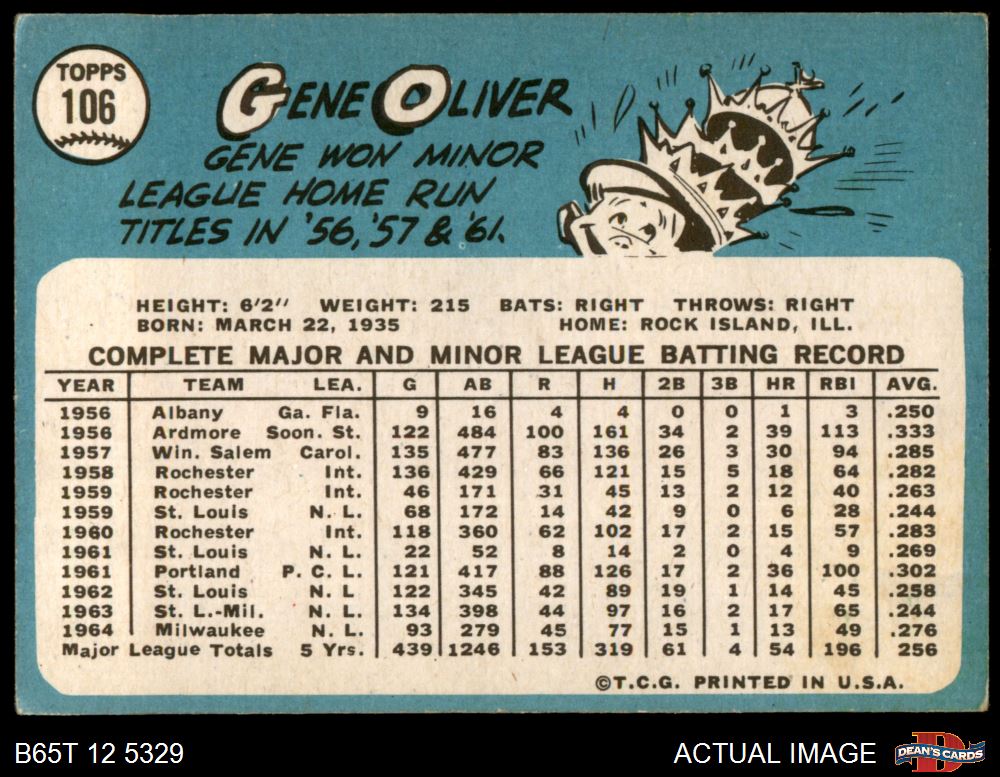 TOPPS
106
GENE OLIVER
GENE WON MINOR
LEAGUE HOME RUN
TITLES IN '56, '57 & '61.
HEIGHT: 6'2" WEIGHT: 215 BATS: RIGHT THROWS: RIGHT
BORN: MARCH 22, 1935 HOME: ROCK ISLAND, ILL.
COMPLETE MAJOR AND MINOR LEAGUE BATTING RECORD
YEAR TEAM LEA. G AB R H 2B 3B HR RBI AVG.
1956 Albany Ga. Fla. 9 16 4 4 0 0 1 3 .250
1956 Ardmore Soon. St. 122 484 100 161 34 2 39 113 .333
1957 Win. Salem Carol. 135 477 83 136 26 3 30 94 .285
1958 Rochester Int. 136 429 66 121 15 5 18 64 .282
1959 Rochester Int. 46 171 31 45 13 2 12 40 .263
1959 St. Louis N. L. 68 172 14 42 9 0 6 28 .244
1960 Rochester Int. 118 360 62 102 17 2 15 57 .283
1961 St. Louis N. L. 22 52 8 14 2 0 4 9 .269
1961 Portland P. C. L. 121 417 88 126 17 2 36 100 .302
1962 St. Louis N. L. 122 345 42 89 19 1 14 45 .258
1963 St. L.-Mil. N. L. 134 398 44 97 16 2 17 65 .244
1964 Milwaukee N. L. 93 279 45 77 15 1 13 49 .276
Major League Totals 5 Yrs. 439 1246 153 319 61 4 54 196 256
©T.C.G. PRINTED IN U.S.A.
B65T 12 5329 ACTUAL IMAGE D DEAN'S CARDS